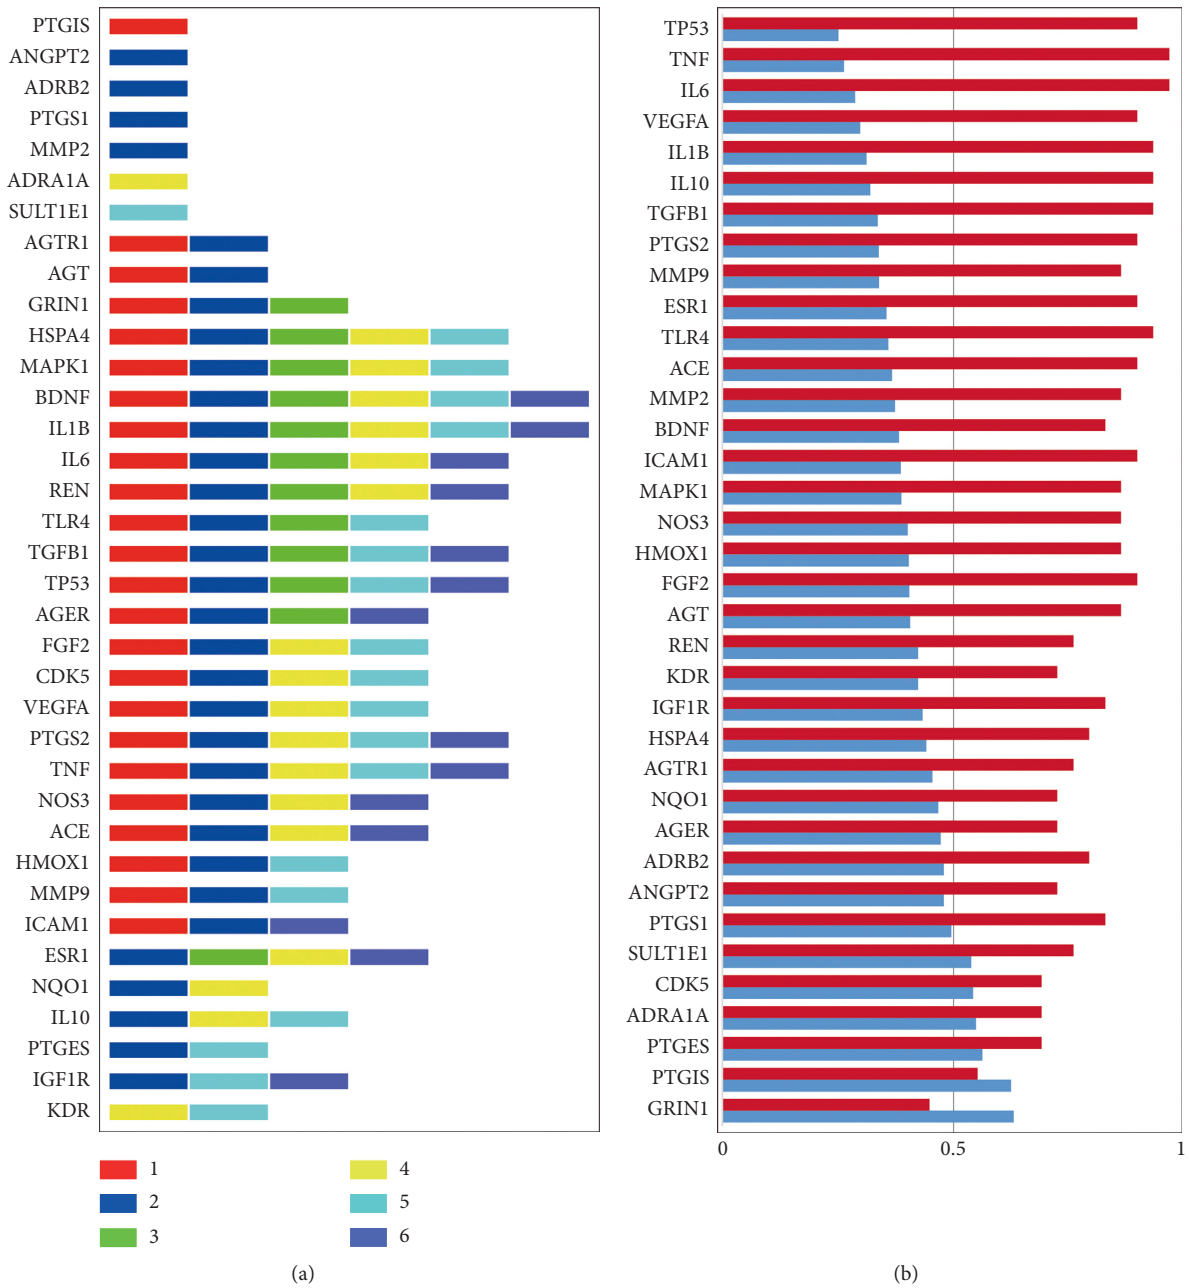 PTGIS
ANGPT2
ADRB2
PTGS1
MMP2
ADRA1A
SULT1E1
AGTR1
AGT
GRIN1
HSPA4
MAPK1
BDNF
IL1B
IL6
REN
TLR4
TGFB1
TP53
AGER
FGF2
CDK5
VEGFA
PTGS2
TNF
NOS3
ACE
HMOX1
MMP9
ICAM1
ESR1
NQO1
IL10
PTGES
IGF1R
KDR
1
2
3
4
5
6
(a)
TP53
TNF
IL6
VEGFA
IL1B
IL10
TGFB1
PTGS2
MMP9
ESR1
TLR4
ACE
MMP2
BDNF
ICAM1
MAPK1
NOS3
HMOX1
FGF2
AGT
REN
KDR
IGF1R
HSPA4
AGTR1
NQO1
AGER
ADRB2
ANGPT2
PTGS1
SULT1E1
CDK5
ADRA1A
PTGES
PTGIS
GRIN1
0 0.5 1
(b)